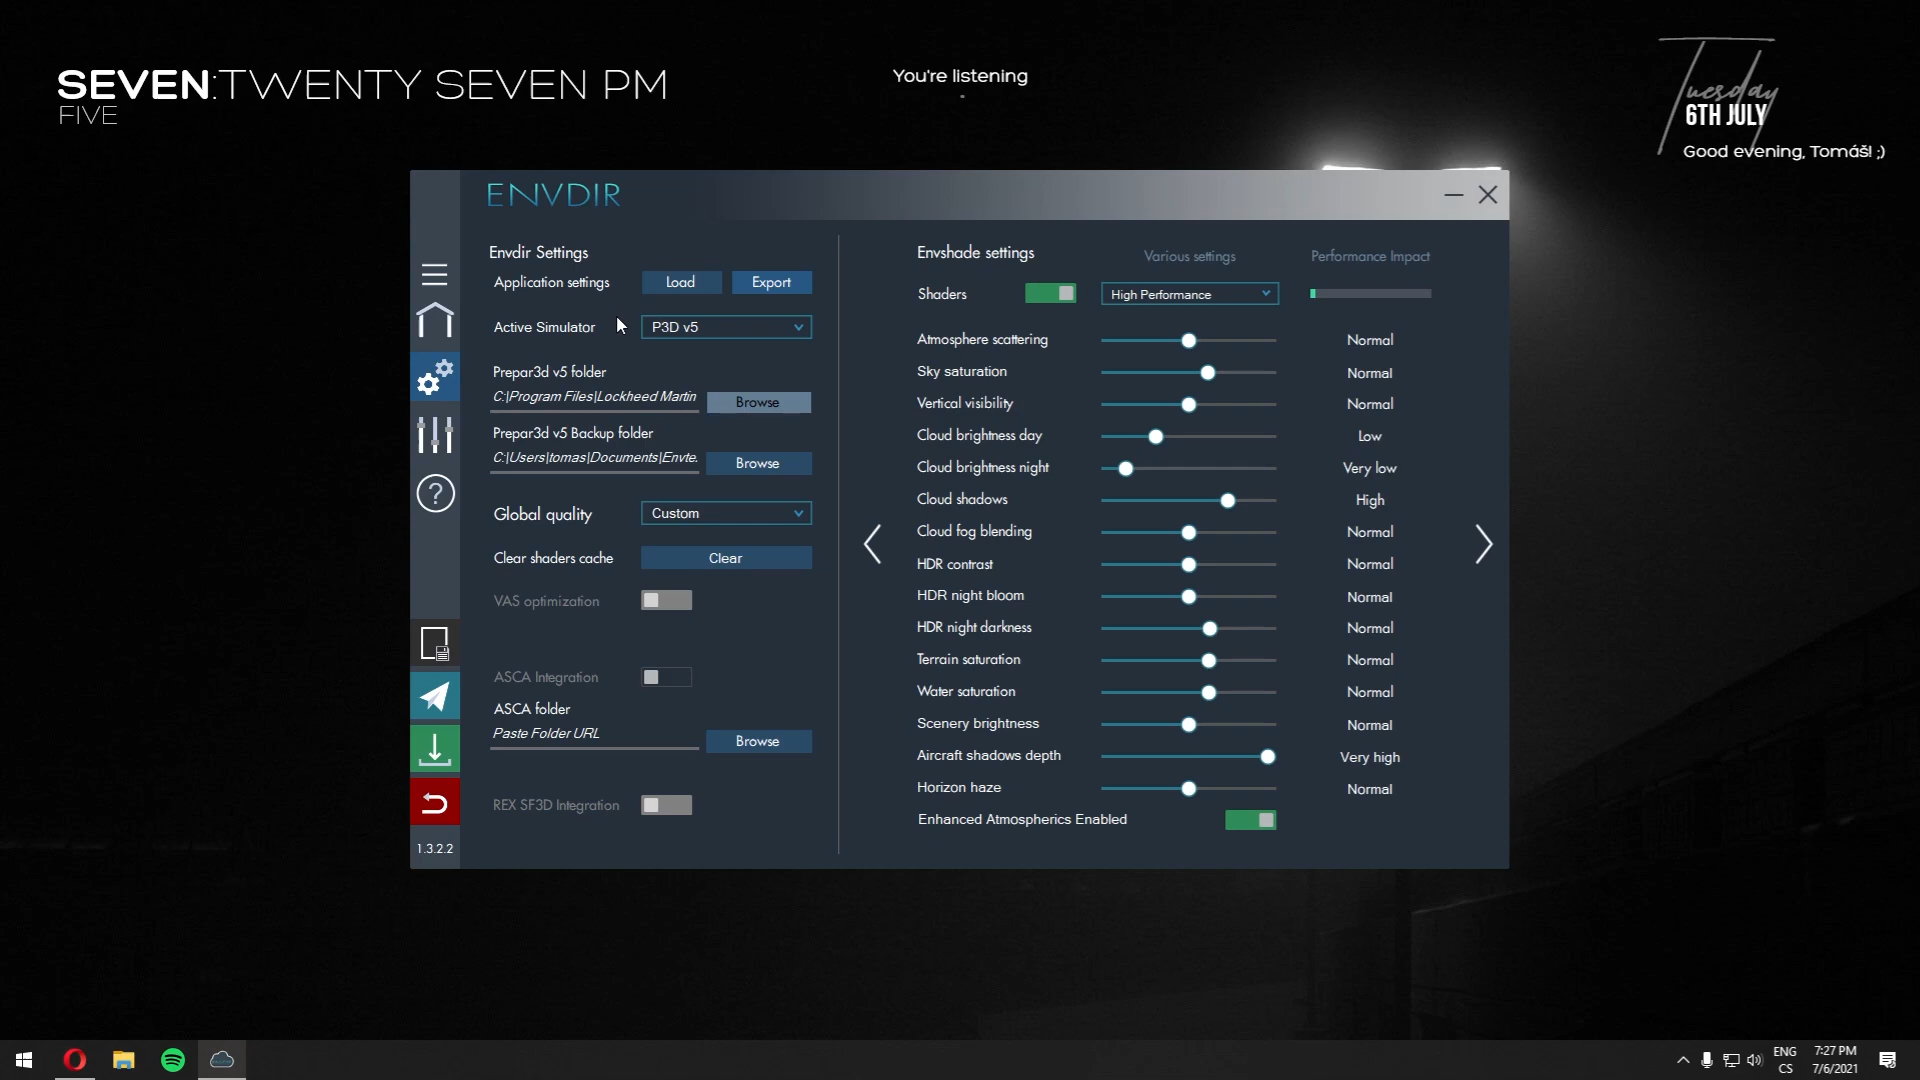 SEVEN:TWENTY SEVEN PM
FIVE
You're listening
-
Tuesday
6TH JULY
Good evening, Tomáš! ;)
ENVDIR
Envdir Settings
Application settings Load Export
Active Simulator P3D v5
Prepar3d v5 folder
C:|Program Files|Lockheed Martin Browse
Prepar3d v5 Backup folder
C:|Users|tomas|Documents|Envte. Browse
Global quality Custom
Clear shaders cache Clear
VAS optimization
ASCA Integration
ASCA folder
Paste Folder URL Browse
REX SF3D Integration
1.3.2.2
Envshade settings Various settings Performance Impact
Shaders High Performance
Atmosphere scattering Normal
Sky saturation Normal
Vertical visibility Normal
Cloud brightness day Low
Cloud brightness night Very low
Cloud shadows High
Cloud fog blending Normal
HDR contrast Normal
HDR night bloom Normal
HDR night darkness Normal
Terrain saturation Normal
Water saturation Normal
Scenery brightness Normal
Aircraft shadows depth Very high
Horizon haze Normal
Enhanced Atmospherics Enabled
ENG 7:27 PM
CS 7/6/2021